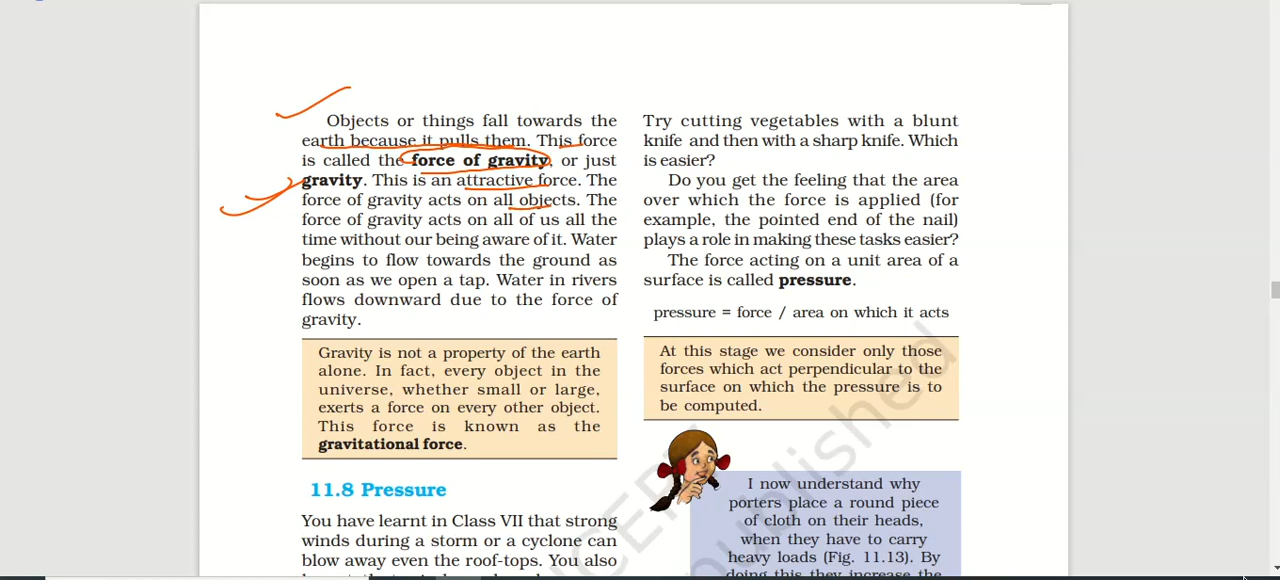 Objects or things fall towards the
earth because it pulls them. This force
is called the force of gravity, or just
gravity. This is an attractive force. The
force of gravity acts on all objects. The
force of gravity acts on all of us all the
time without our being aware of it. Water
begins to flow towards the ground as
soon as we open a tap. Water in rivers
flows downward due to the force of
gravity.
Gravity is not a property of the earth
alone. In fact, every object in the
universe, whether small or large,
exerts a force on every other object.
This force is known as the
gravitational force.
11.8 Pressure
You have learnt in Class VII that strong
winds during a storm or a cyclone can
blow away even the roof-tops. You also
Try cutting vegetables with a blunt
knife and then with a sharp knife. Which
is easier?
Do you get the feeling that the area
over which the force is applied (for
example, the pointed end of the nail)
plays a role in making these tasks easier?
The force acting on a unit area of a
surface is called pressure.
pressure = force / area on which it acts
At this stage we consider only those
forces which act perpendicular to the
surface on which the pressure is to
be computed.
I now understand why
porters place a round piece
of cloth on their heads,
when they have to carry
heavy loads (Fig. 11.13). By
doing this they increase the
published